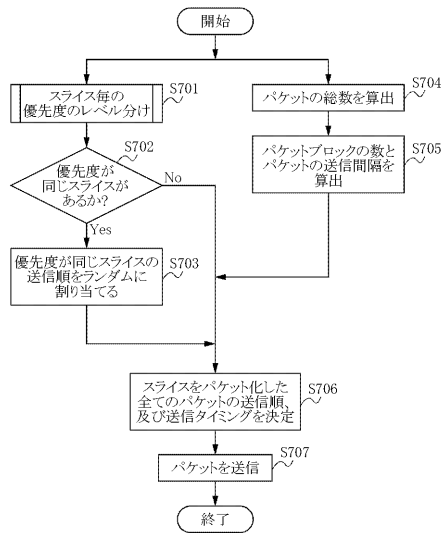 開始
スライス毎の
優先度のレベル分け
S701
パケットの総数を算出
S704
優先度が
同じスライスが
あるか?
S702
No
Yes
パケットブロックの数と
パケットの送信間隔を
算出
S705
優先度が同じスライスの
送信順をランダムに
割り当てる
S703
スライスをパケット化した
全てのパケットの送信順、
及び送信タイミングを決定
S706
パケットを送信
S707
終了